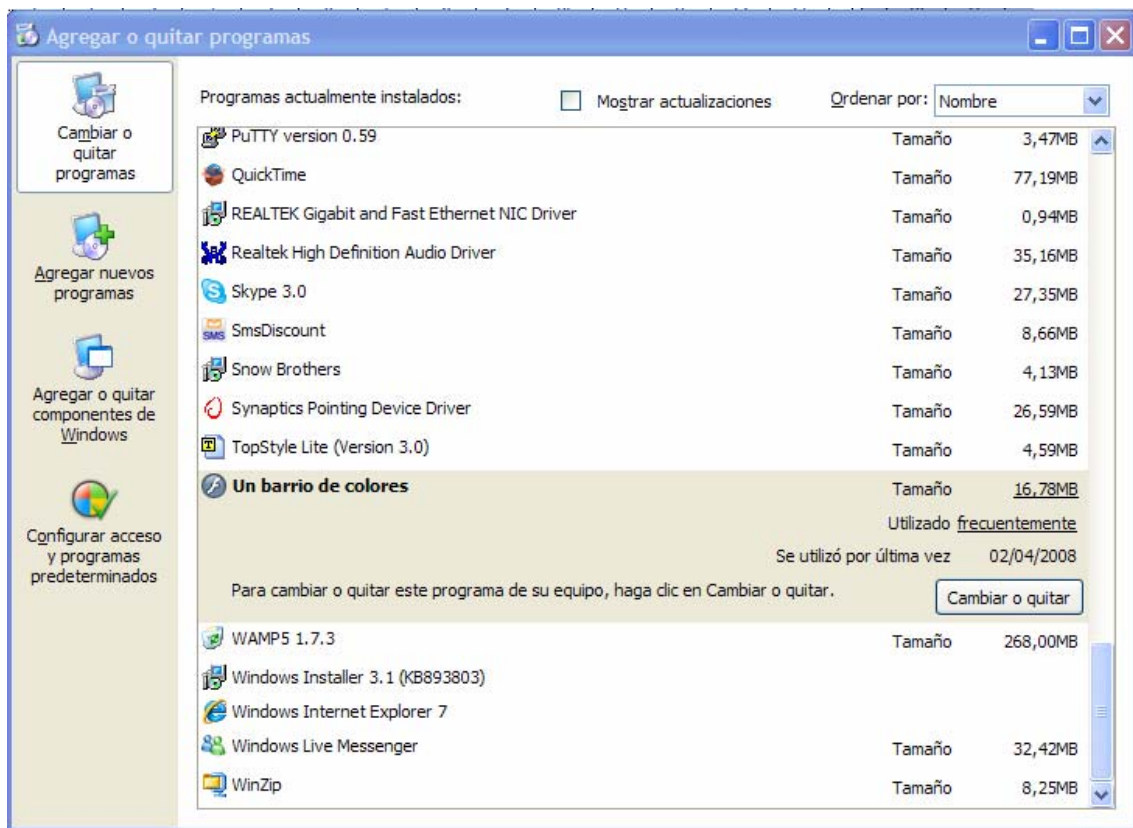 Agregar o quitar programas
Cambiar o
quitar
programas
Agregar nuevos
programas
Agregar o quitar
componentes de
Windows
Configurar acceso
y programas
predeterminados
Programas actualmente instalados:
Mostrar actualizaciones
Ordenar por: Nombre
PuTTY version 0.59 Tamaño 3,47MB
QuickTime Tamaño 77,19MB
REALTEK Gigabit and Fast Ethernet NIC Driver Tamaño 0,94MB
Realtek High Definition Audio Driver Tamaño 35,16MB
Skype 3.0 Tamaño 27,35MB
SMS SmsDiscount Tamaño 8,66MB
Snow Brothers Tamaño 4,13MB
Synaptics Pointing Device Driver Tamaño 26,59MB
TopStyle Lite (Version 3.0) Tamaño 4,59MB
Un barrio de colores Tamaño 16,78MB
Utilizado frecuentemente
Se utilizó por última vez 02/04/2008
Para cambiar o quitar este programa de su equipo, haga clic en Cambiar o quitar. Cambiar o quitar
WAMP5 1.7.3 Tamaño 268,00MB
Windows Installer 3.1 (KB893803)
Windows Internet Explorer 7
Windows Live Messenger Tamaño 32,42MB
WinZip Tamaño 8,25MB